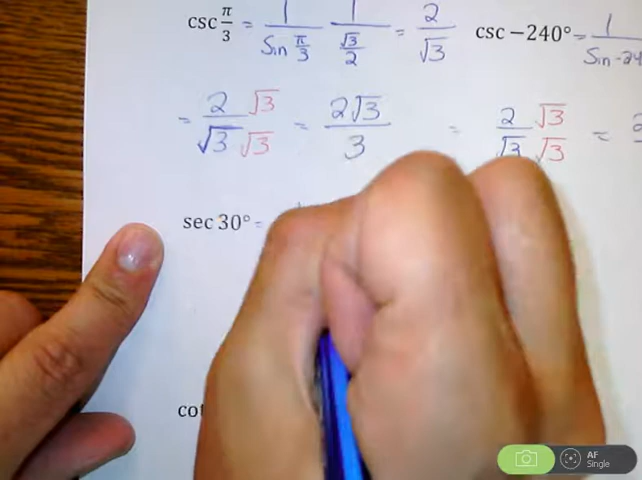 csc π/3 = 1/Sin π/3 1/√3/2 = 2/√3 csc −240° = 1/Sin -24
= 2/√3 √3/√3 = 2√3/3 = 2/√3 √3/√3 =
sec 30° =
co
AF
Single